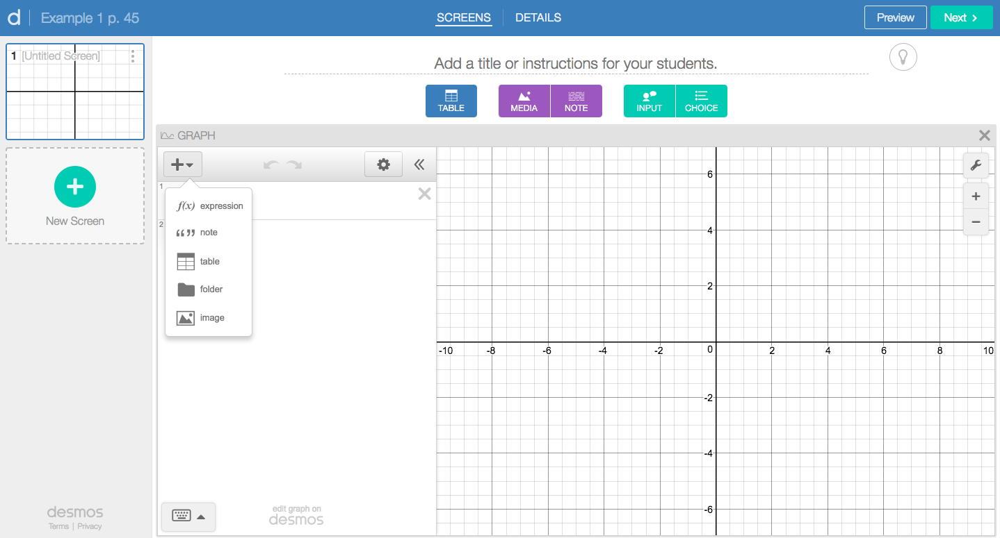 d Example 1 p. 45 SCREENS DETAILS Preview Next >
1 [Untitled Screen]
Add a title or instructions for your students.
TABLE MEDIA NOTE INPUT CHOICE
New Screen
GRAPH
1
2
f(x) expression
“ ” note
table
folder
image
6
4
2
-10 -8 -6 -4 -2 0 2 4 6 8 10
-2
-4
-6
edit graph on
desmos
desmos
Terms | Privacy